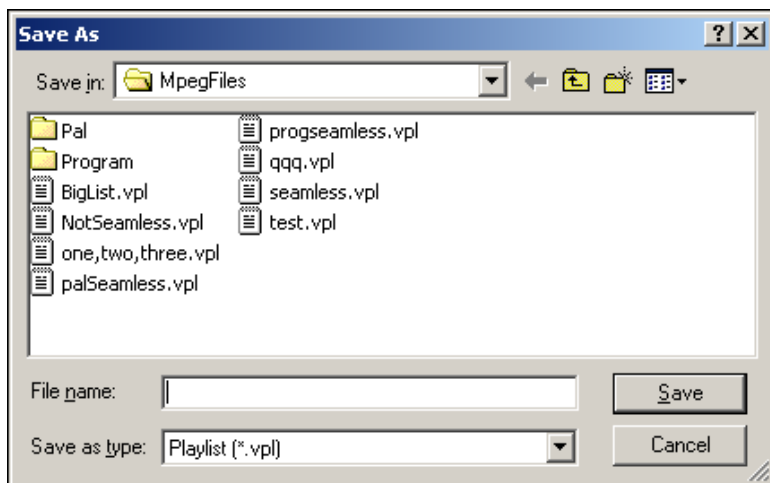 Save As
Save in: MpegFiles
Pal
Program
BigList.vpl
NotSeamless.vpl
one,two,three.vpl
palSeamless.vpl
progseamless.vpl
qqq.vpl
seamless.vpl
test.vpl
File name:
Save
Save as type: Playlist (*.vpl)
Cancel